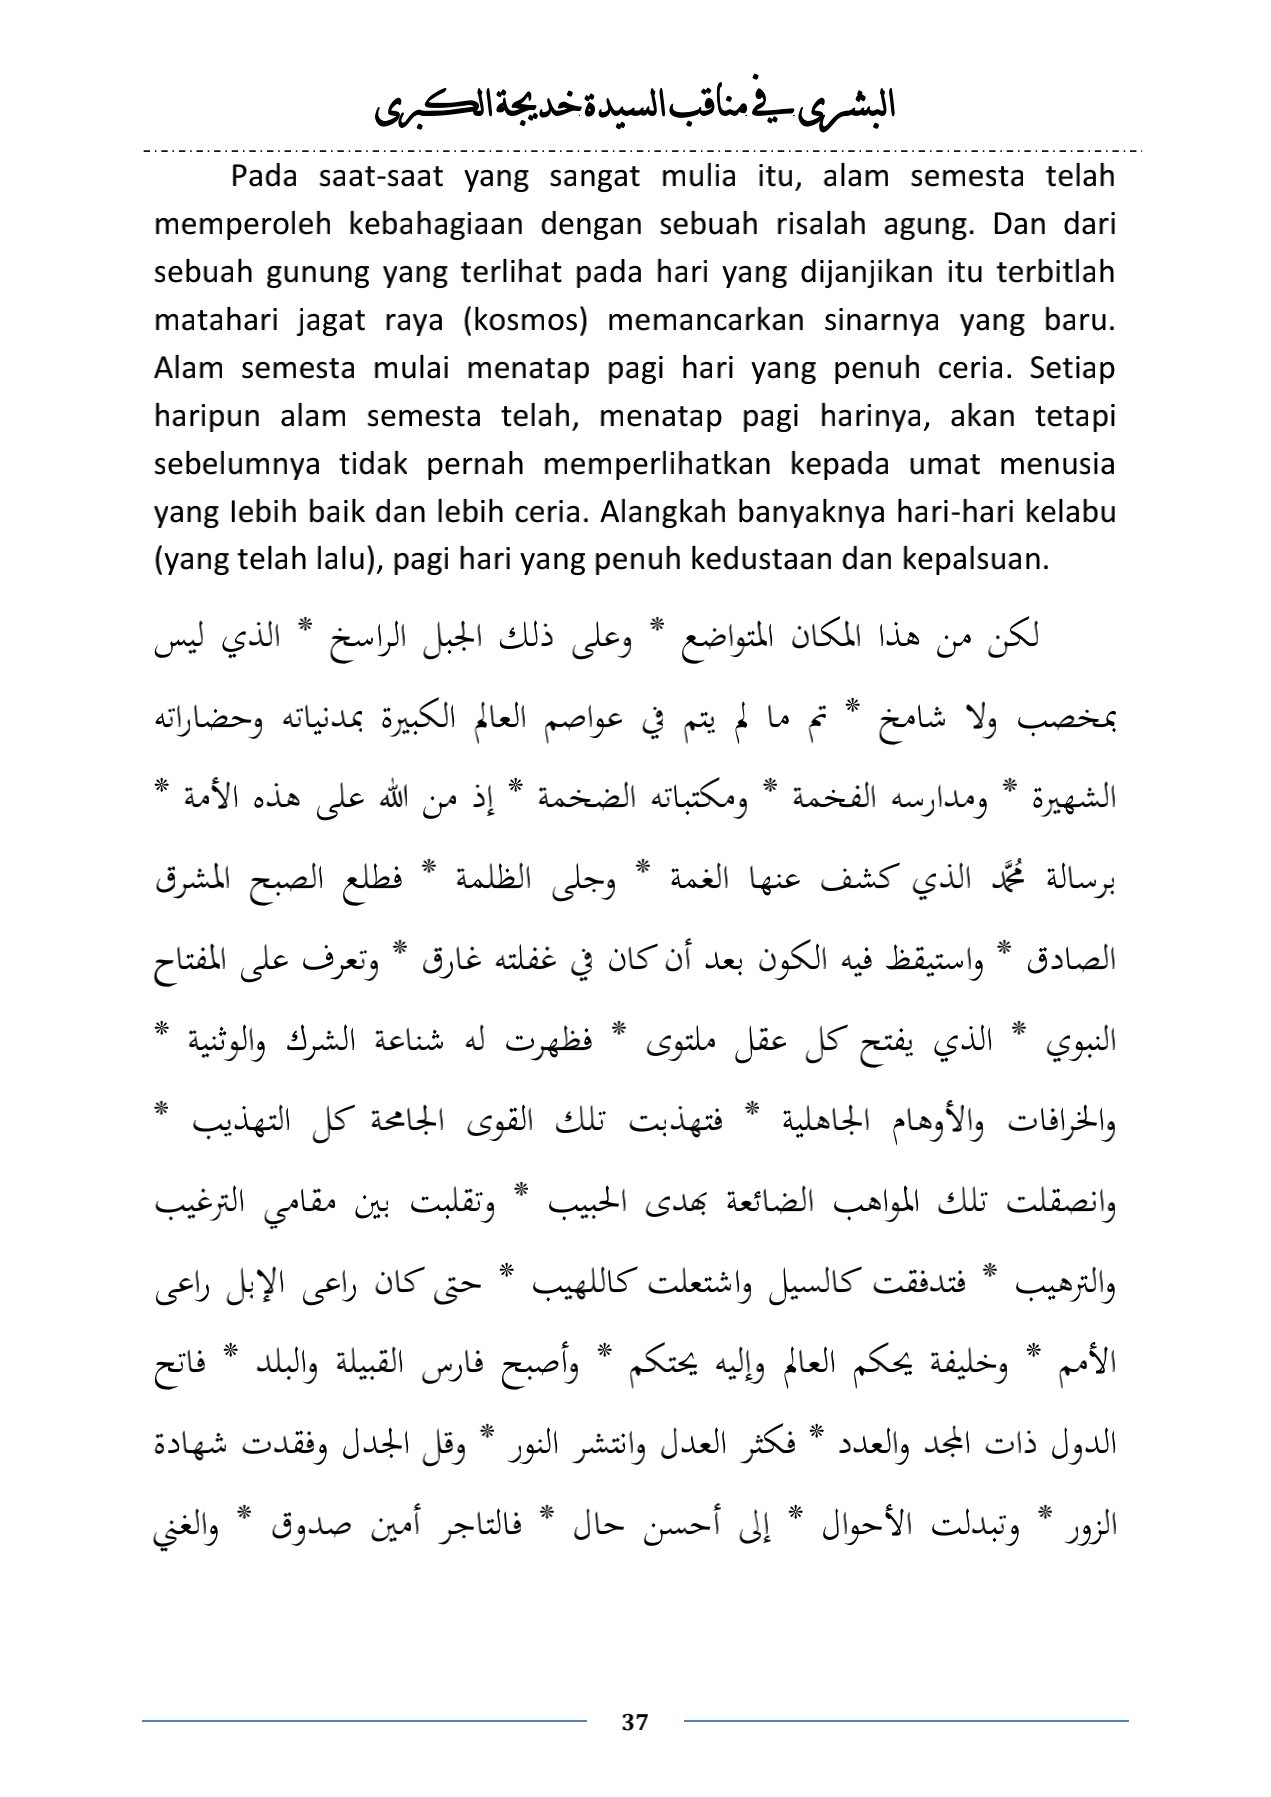 البشرى في مناقب السيدة خديجة الكبرى
Pada saat-saat yang sangat mulia itu, alam semesta telah
memperoleh kebahagiaan dengan sebuah risalah agung. Dan dari
sebuah gunung yang terlihat pada hari yang dijanjikan itu terbitlah
matahari jagat raya (kosmos) memancarkan sinarnya yang baru.
Alam semesta mulai menatap pagi hari yang penuh ceria. Setiap
haripun alam semesta telah, menatap pagi harinya, akan tetapi
sebelumnya tidak pernah memperlihatkan kepada umat menusia
yang Iebih baik dan lebih ceria. Alangkah banyaknya hari-hari kelabu
(yang telah lalu), pagi hari yang penuh kedustaan dan kepalsuan.
لكن من هذا المكان المتواضع * وعلى ذلك الجبل الراسخ * الذي ليس
بمخصب ولا شامخ * تم ما لم يتم في عواصم العالم الكبيرة بمدنياته وحضاراته
الشهيرة * ومدارسه الفخمة * ومكتباته الضخمة * إذ من الله على هذه الأمة *
برسالة مُحَمَّد الذي كشف عنها الغمة * وجلى الظلمة * فطلع الصبح المشرق
الصادق * واستيقظ فيه الكون بعد أن كان في غفلته غارق * وتعرف على المفتاح
النبوي * الذي يفتح كل عقل ملتوى * فظهرت له شناعة الشرك والوثنية *
والخرافات والأوهام الجاهلية * فتهذبت تلك القوى الجامحة كل التهذيب *
وانصقلت تلك المواهب الضائعة بهدى الحبيب * وتقلبت بين مقامي الترغيب
والترهيب * فتدفقت كالسيل واشتعلت كاللهيب * حتى كان راعى الإبل راعى
الأمم * وخليفة يحكم العالم وإليه يحتكم * وأصبح فارس القبيلة والبلد * فاتح
الدول ذات المجد والعدد * فكثر العدل وانتشر النور * وقل الجدل وفقدت شهادة
الزور * وتبدلت الأحوال * إلى أحسن حال * فالتاجر أمين صدوق * والغني
37